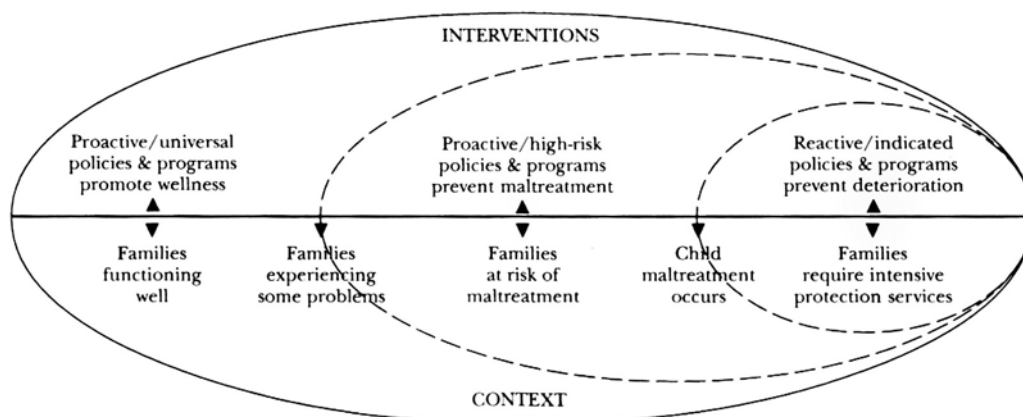 INTERVENTIONS
Proactive/universal
policies & programs
promote wellness
Proactive/high-risk
policies & programs
prevent maltreatment
Reactive/indicated
policies & programs
prevent deterioration
Families
functioning
well
Families
experiencing
some problems
Families
at risk of
maltreatment
Child
maltreatment
occurs
Families
require intensive
protection services
CONTEXT